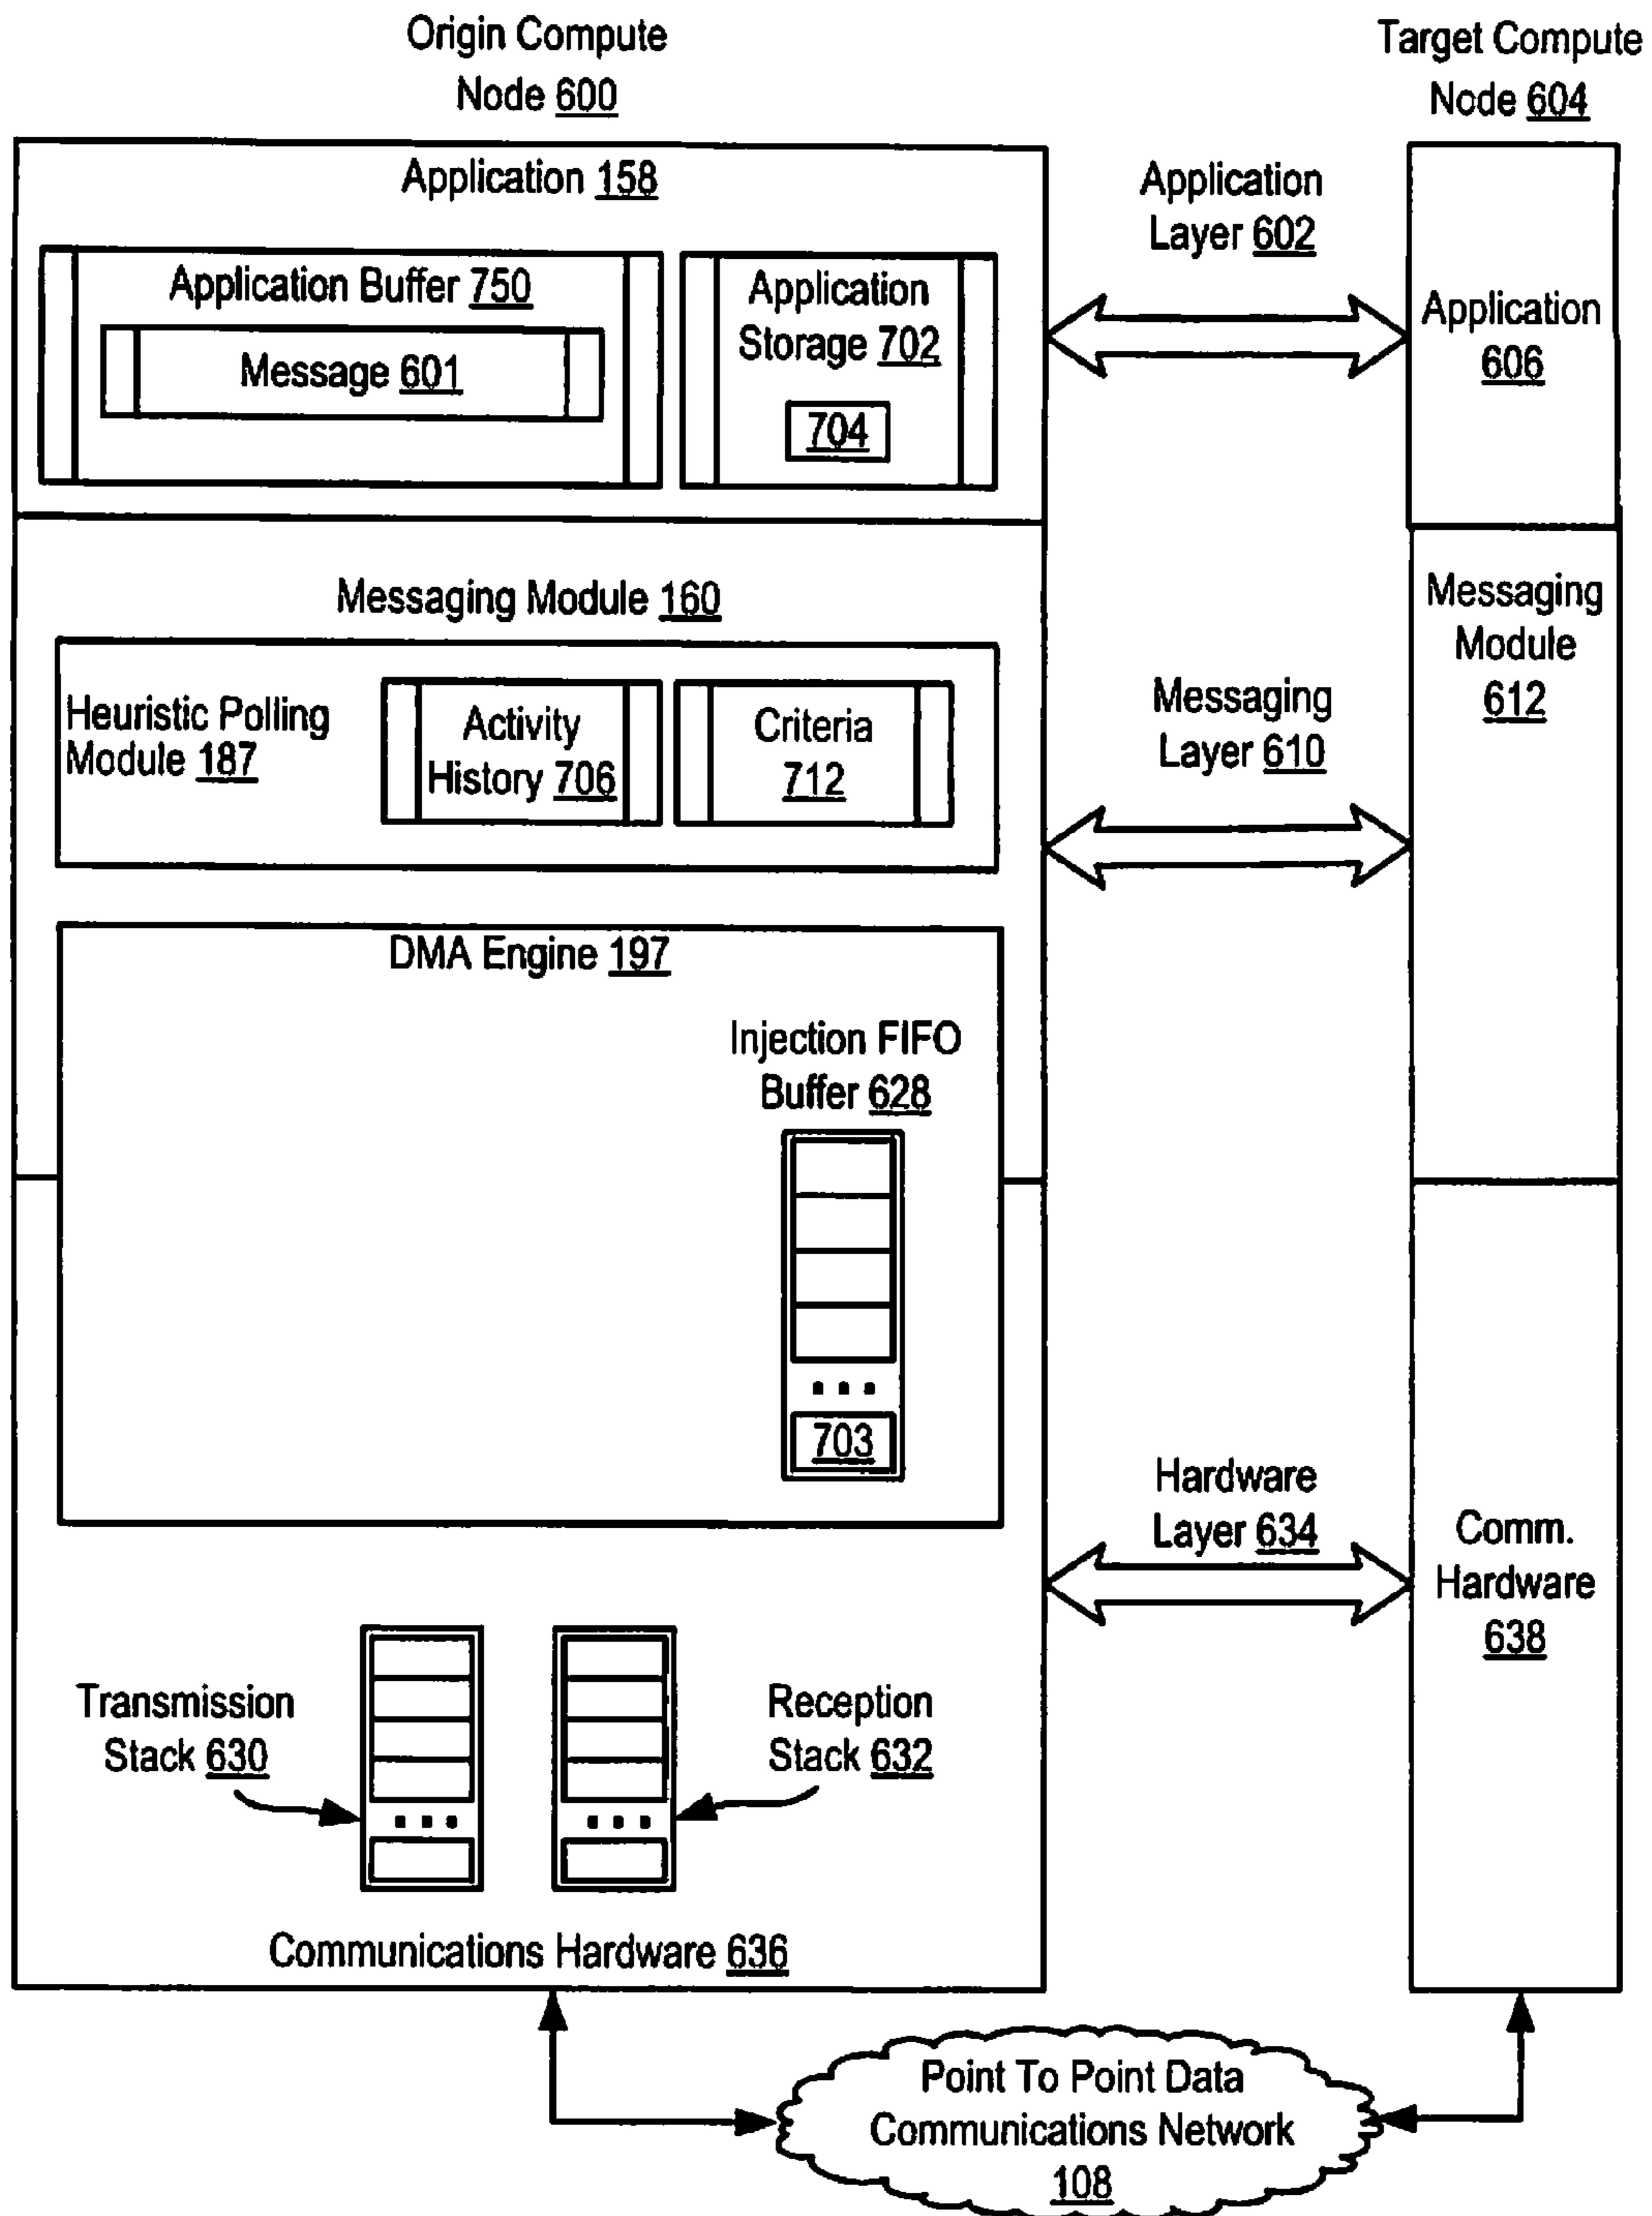 Origin Compute
Node 600
Target Compute
Node 604
Application 158
Application Buffer 750
Message 601
Application
Storage 702
704
Application
Layer 602
Application
606
Messaging Module 160
Heuristic Polling
Module 187
Activity
History 706
Criteria
712
Messaging
Layer 610
Messaging
Module
612
DMA Engine 197
Injection FIFO
Buffer 628
...
703
Hardware
Layer 634
Comm.
Hardware
638
Transmission
Stack 630
...
...
Reception
Stack 632
Communications Hardware 636
Point To Point Data
Communications Network
108